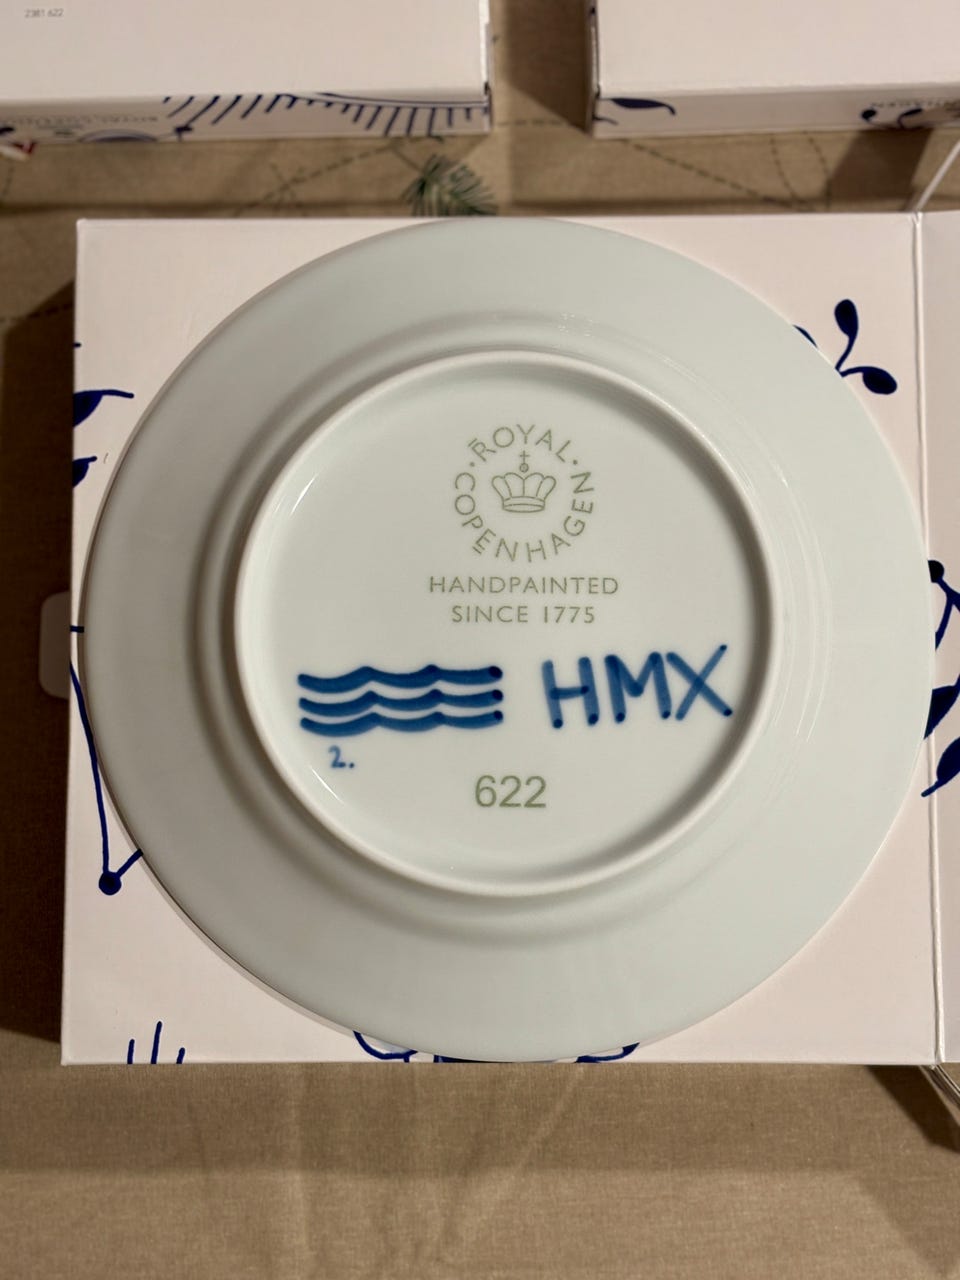 2381 622
ROYAL COPENHAGEN
HANDPAINTED
SINCE 1775
HMX
2.
622